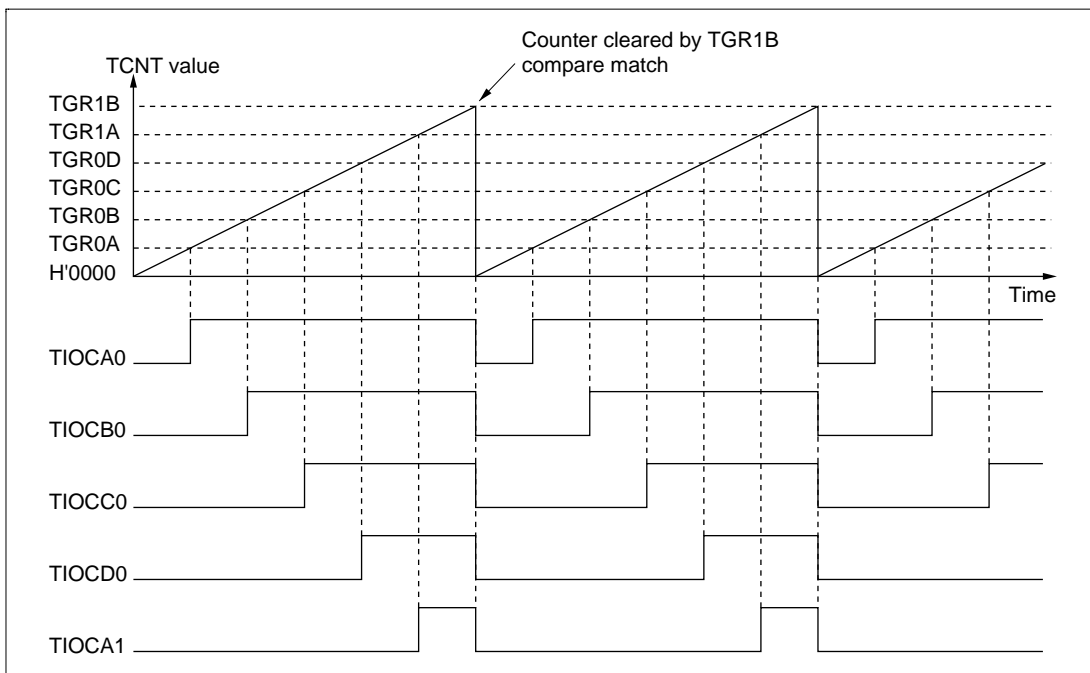 Counter cleared by TGR1B
compare match
TCNT value
TGR1B
TGR1A
TGR0D
TGR0C
TGR0B
TGR0A
H'0000
Time
TIOCA0
TIOCB0
TIOCC0
TIOCD0
TIOCA1